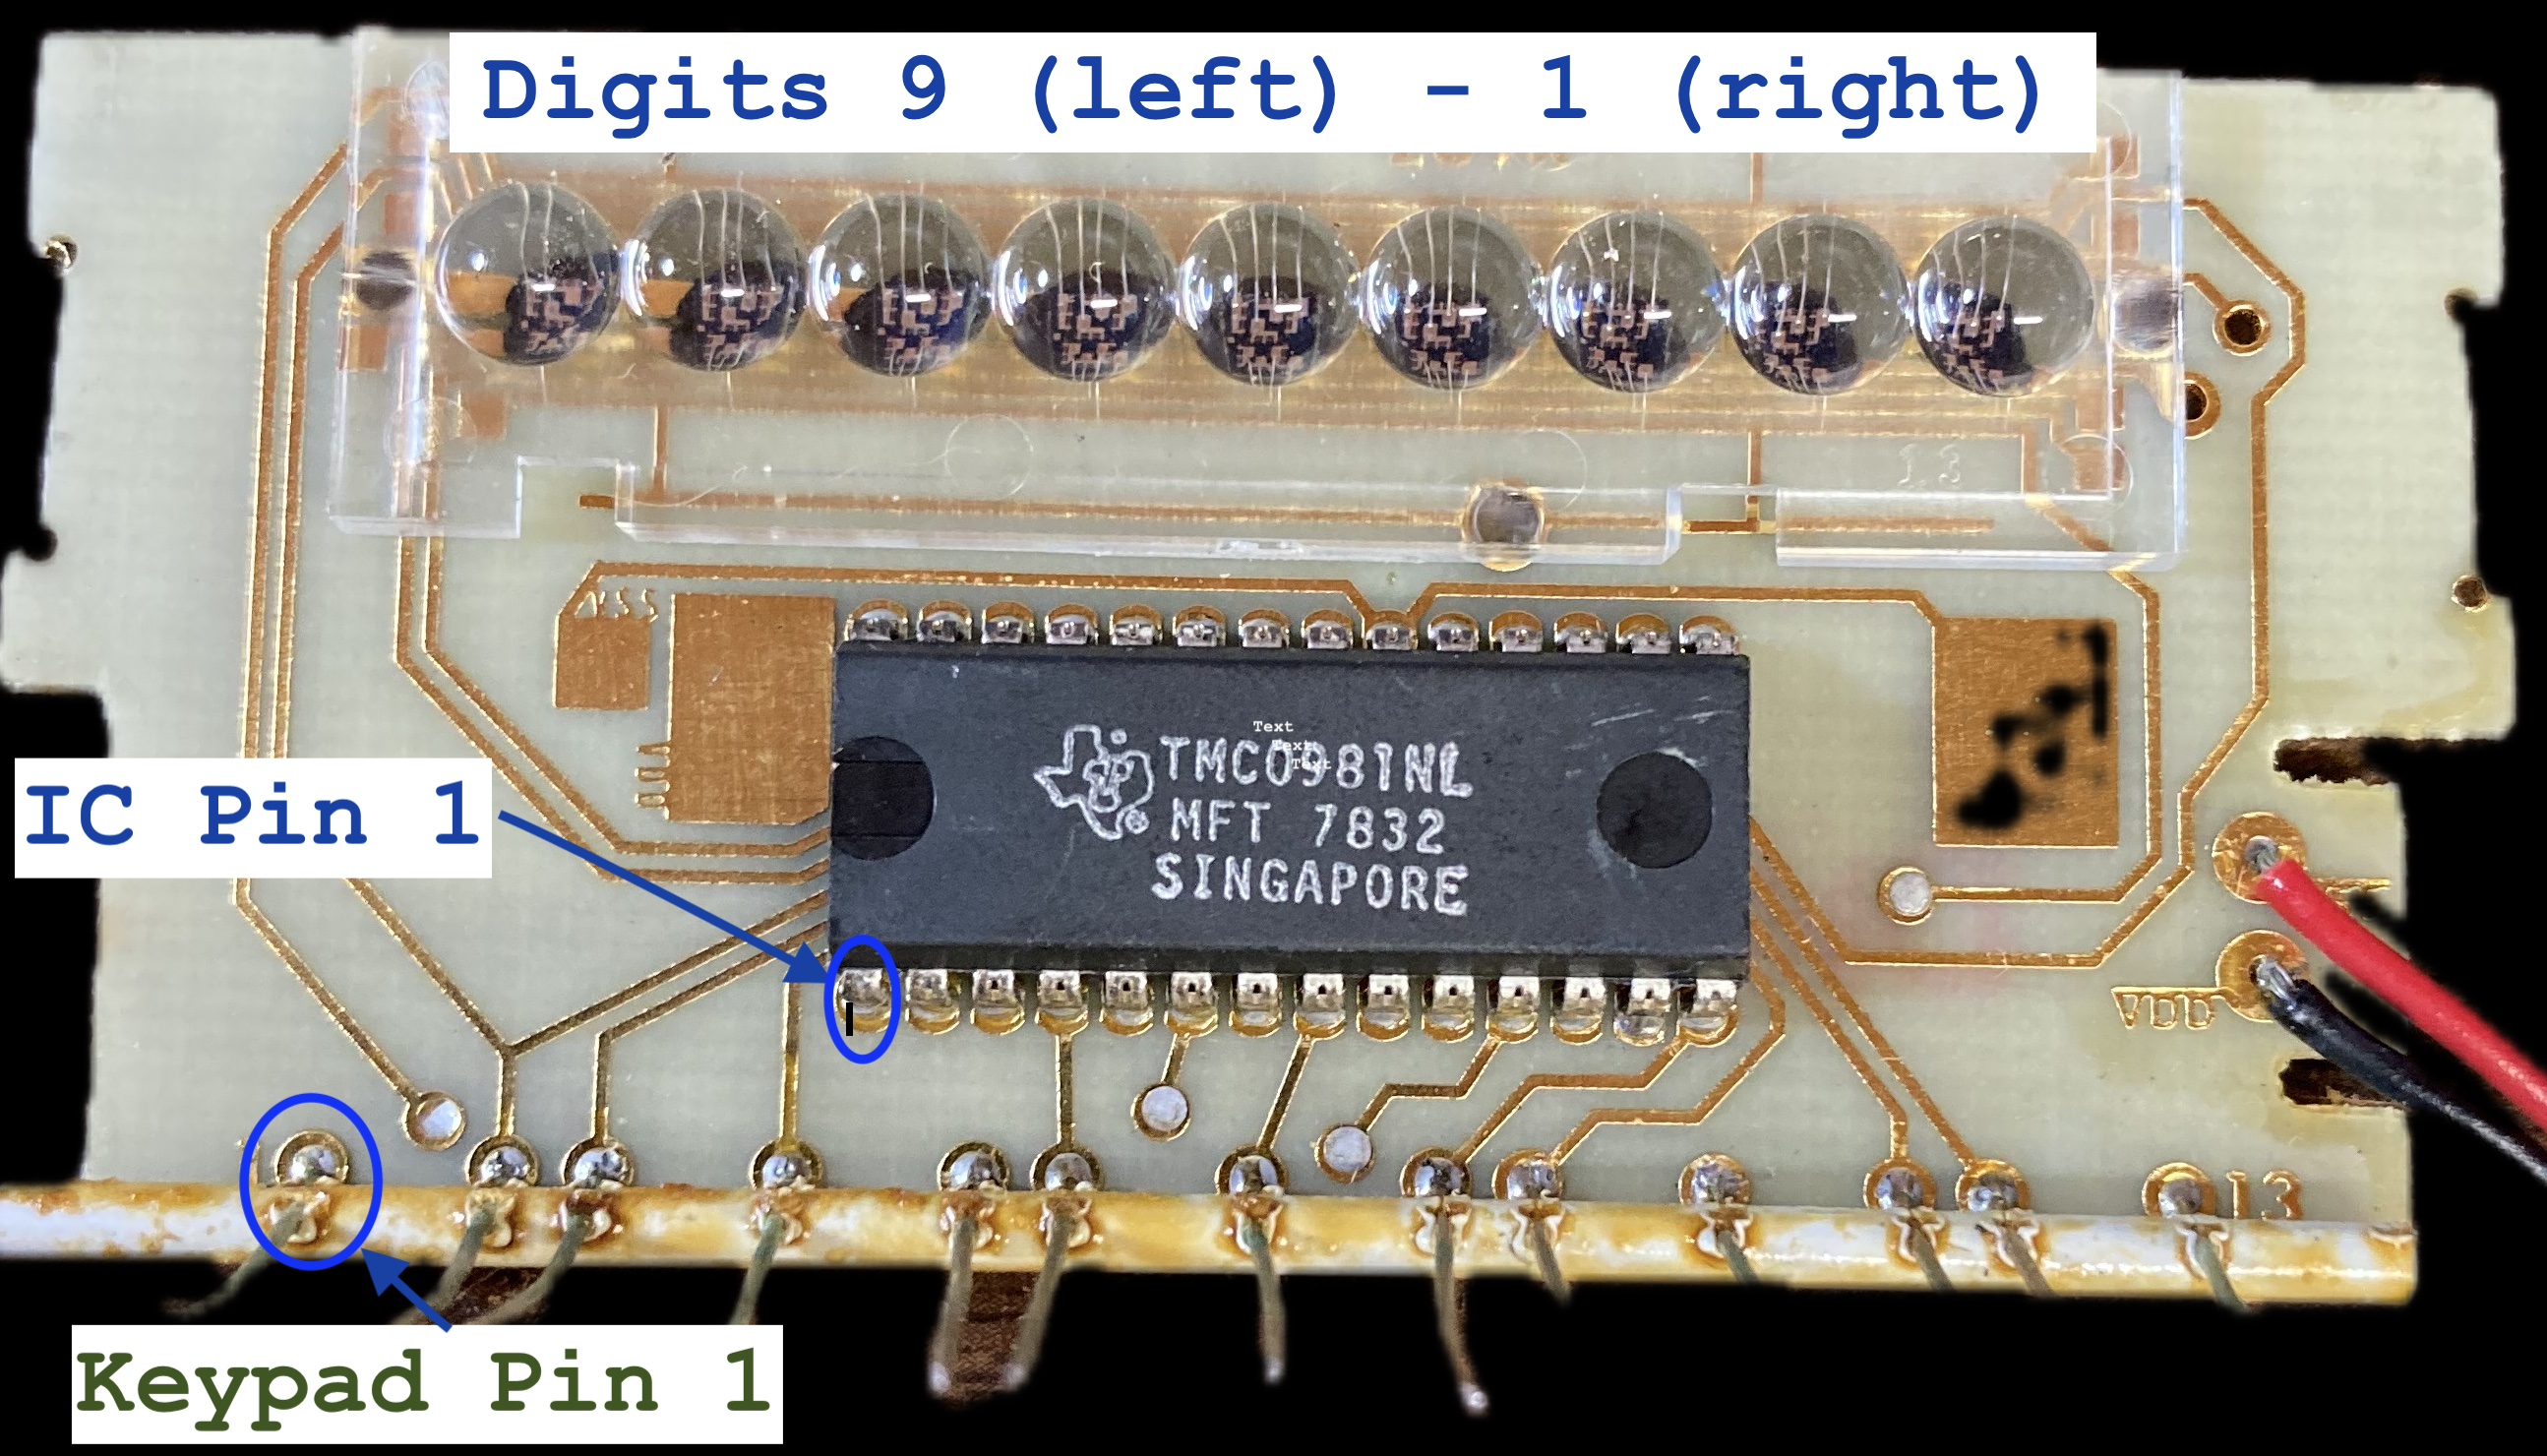 Digits 9 (left) - 1 (right)
13
VSS
Text
Text
Text
TMC0981NL
MFT 7832
SINGAPORE
IC Pin 1
VDD
13
Keypad Pin 1